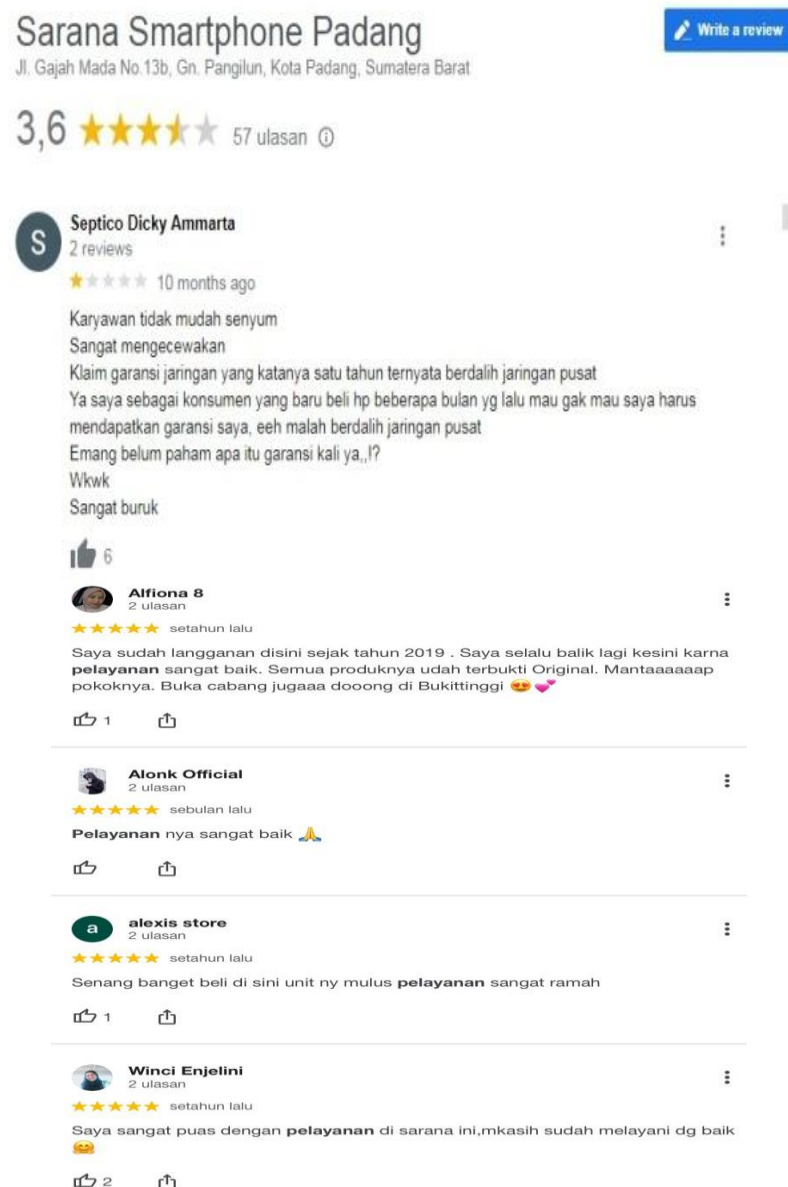 Sarana Smartphone Padang
Write a review
Jl. Gajah Mada No.13b, Gn. Pangilun, Kota Padang, Sumatera Barat
3,6
57 ulasan
S
Septico Dicky Ammarta
2 reviews
10 months ago
Karyawan tidak mudah senyum
Sangat mengecewakan
Klaim garansi jaringan yang katanya satu tahun ternyata berdalih jaringan pusat
Ya saya sebagai konsumen yang baru beli hp beberapa bulan yg lalu mau gak mau saya harus
mendapatkan garansi saya, eeh malah berdalih jaringan pusat
Emang belum paham apa itu garansi kali ya,,!?
Wkwk
Sangat buruk
6
Alfiona 8
2 ulasan
setahun lalu
Saya sudah langganan disini sejak tahun 2019 . Saya selalu balik lagi kesini karna
pelayanan sangat baik. Semua produknya udah terbukti Original. Mantaaaaaap
pokoknya. Buka cabang jugaaa dooong di Bukittinggi 😍 💕
1
Alonk Official
2 ulasan
sebulan lalu
Pelayanan nya sangat baik 🙏
a
alexis store
2 ulasan
setahun lalu
Senang banget beli di sini unit ny mulus pelayanan sangat ramah
1
Winci Enjelini
2 ulasan
setahun lalu
Saya sangat puas dengan pelayanan di sarana ini,mkasih sudah melayani dg baik
🤗
2